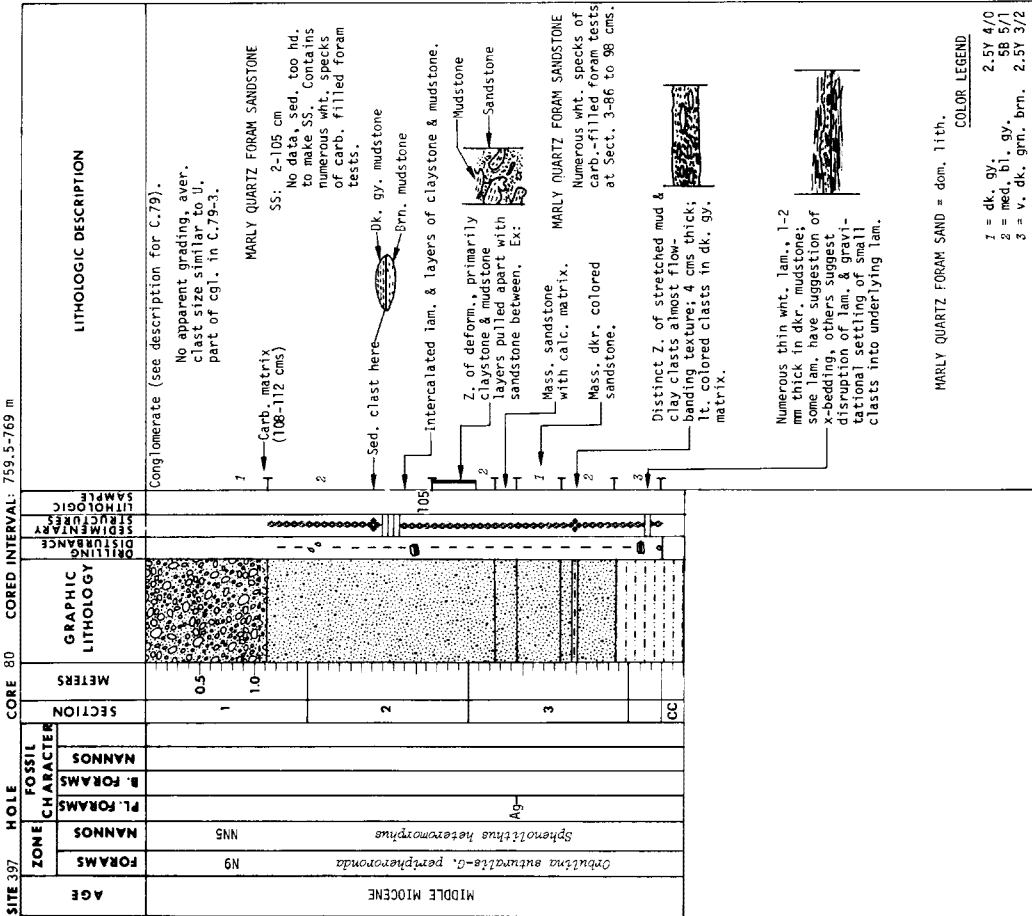 SITE 397 HOLE CORE 80 CORED INTERVAL: 759.5-769 m
AGE
ZONE
FORAMS
NANNOS
FOSSIL CHARACTER
PL. FORAMS
B. FORAMS
NANNOS
SECTION
METERS
GRAPHIC LITHOLOGY
DRILLING DISTURBANCE
SEDIMENTARY STRUCTURES
LITHOLOGIC SAMPLE
LITHOLOGIC DESCRIPTION
MIDDLE MIOCENE
N9
Orbulina suturalis-G. peripheroronda
NN5
Sphenolithus heteromorphus
Ag
1
2
3
CC
0.5
1.0
105
Conglomerate (see description for C.79).
No apparent grading, aver.
clast size similar to U.
part of cgl. in C.79-3.
1
Carb. matrix
(108-112 cms)
MARLY QUARTZ FORAM SANDSTONE
SS: 2-105 cm
No data, sed. too hd.
to make SS. Contains
numerous wht. specks
of carb. filled foram
tests.
2
Sed. clast here
Dk. gy. mudstone
Brn. mudstone
Intercalated lam. & layers of claystone & mudstone.
Z. of deform., primarily
claystone & mudstone
layers pulled apart with
sandstone between. Ex:
Mudstone
Sandstone
2
Mass. sandstone
with calc. matrix.
1
Mass. dkr. colored
sandstone.
MARLY QUARTZ FORAM SANDSTONE
Numerous wht. specks of
carb.-filled foram tests
at Sect. 3-86 to 98 cms.
2
Distinct Z. of stretched mud &
clay clasts almost flow-
banding texture; 4 cms thick;
lt. colored clasts in dk. gy.
matrix.
3
Numerous thin wht. lam., 1-2
mm thick in dkr. mudstone;
some lam. have suggestion of
x-bedding, others suggest
disruption of lam. & gravi-
tational settling of small
clasts into underlying lam.
MARLY QUARTZ FORAM SAND = dom. lith.
COLOR LEGEND
1 = dk. gy. 2.5Y 4/0
2 = med. bl. gy. 5B 5/1
3 = v. dk. grn. brn. 2.5Y 3/2